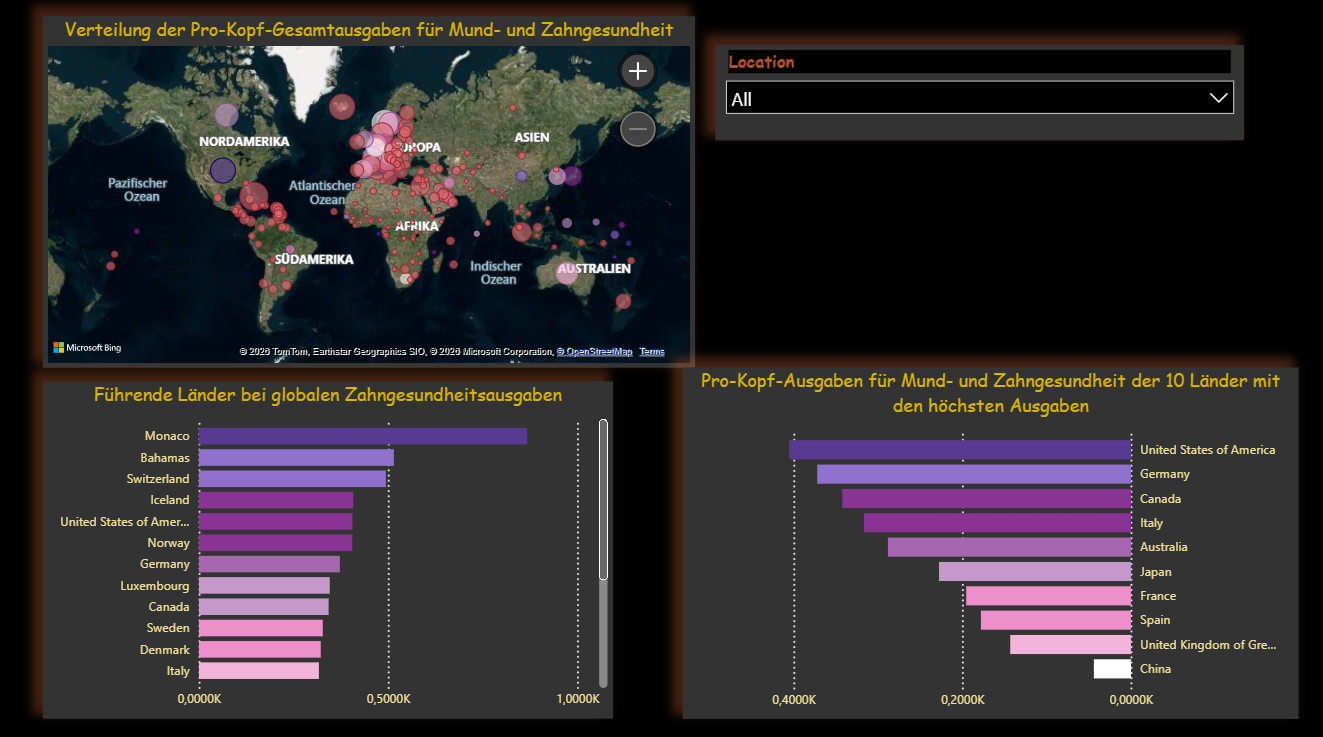 Verteilung der Pro-Kopf-Gesamtausgaben für Mund- und Zahngesundheit
NORDAMERIKA
ASIEN
Pazifischer
Ozean
Atlantischer
Ozean
AFRIKA
SÜDAMERIKA
Indischer
Ozean
AUSTRALIEN
Microsoft Bing
© 2026 TomTom, Earthstar Geographics SIO, © 2026 Microsoft Corporation, © OpenStreetMap Terms
Location
All
Führende Länder bei globalen Zahngesundheitsausgaben
Monaco
Bahamas
Switzerland
Iceland
United States of Amer...
Norway
Germany
Luxembourg
Canada
Sweden
Denmark
Italy
0,0000K 0,5000K 1,0000K
Pro-Kopf-Ausgaben für Mund- und Zahngesundheit der 10 Länder mit
den höchsten Ausgaben
United States of America
Germany
Canada
Italy
Australia
Japan
France
Spain
United Kingdom of Gre...
China
0,4000K 0,2000K 0,0000K